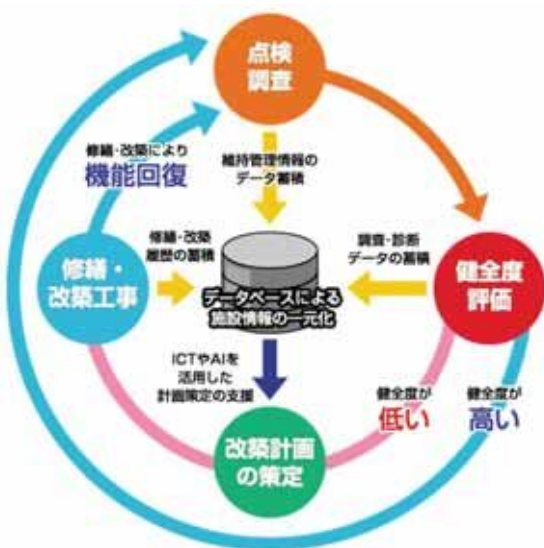 点検
調査
修繕・改築により
機能回復
維持管理情報の
データ蓄積
修繕・
改築工事
修繕・改築
履歴の蓄積
調査・診断
データの蓄積
健全度
評価
データベースによる
施設情報の一元化
ICTやAIを
活用した
計画策定の支援
健全度が
低い
健全度が
高い
改築計画
の策定